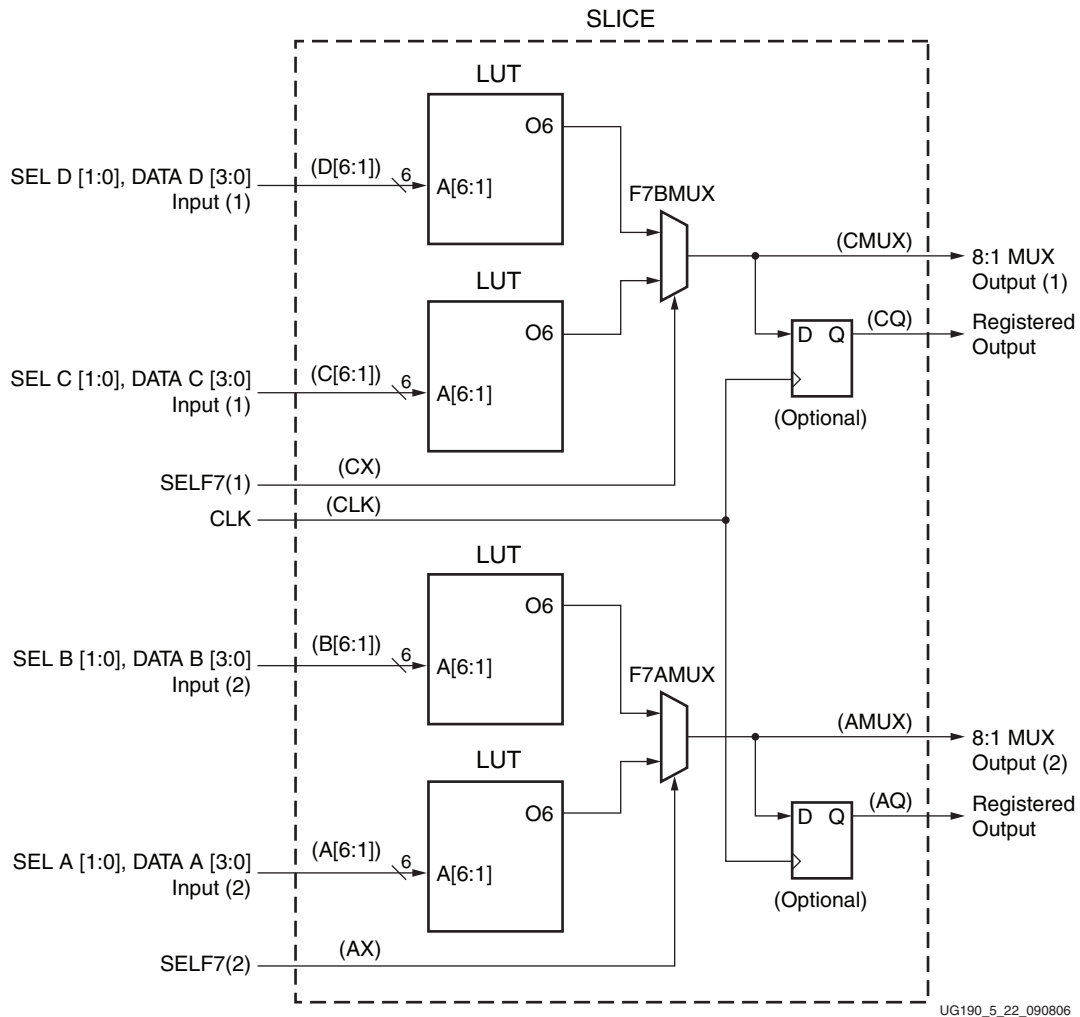 SLICE
LUT
O6
SEL D [1:0], DATA D [3:0]
Input (1)
(D[6:1])
6
A[6:1]
F7BMUX
(CMUX)
8:1 MUX
Output (1)
LUT
O6
D Q
(CQ)
Registered
Output
SEL C [1:0], DATA C [3:0]
Input (1)
(C[6:1])
6
A[6:1]
(Optional)
SELF7(1)
(CX)
CLK
(CLK)
LUT
O6
SEL B [1:0], DATA B [3:0]
Input (2)
(B[6:1])
6
A[6:1]
F7AMUX
(AMUX)
8:1 MUX
Output (2)
LUT
O6
D Q
(AQ)
Registered
Output
SEL A [1:0], DATA A [3:0]
Input (2)
(A[6:1])
6
A[6:1]
(Optional)
SELF7(2)
(AX)
UG190_5_22_090806